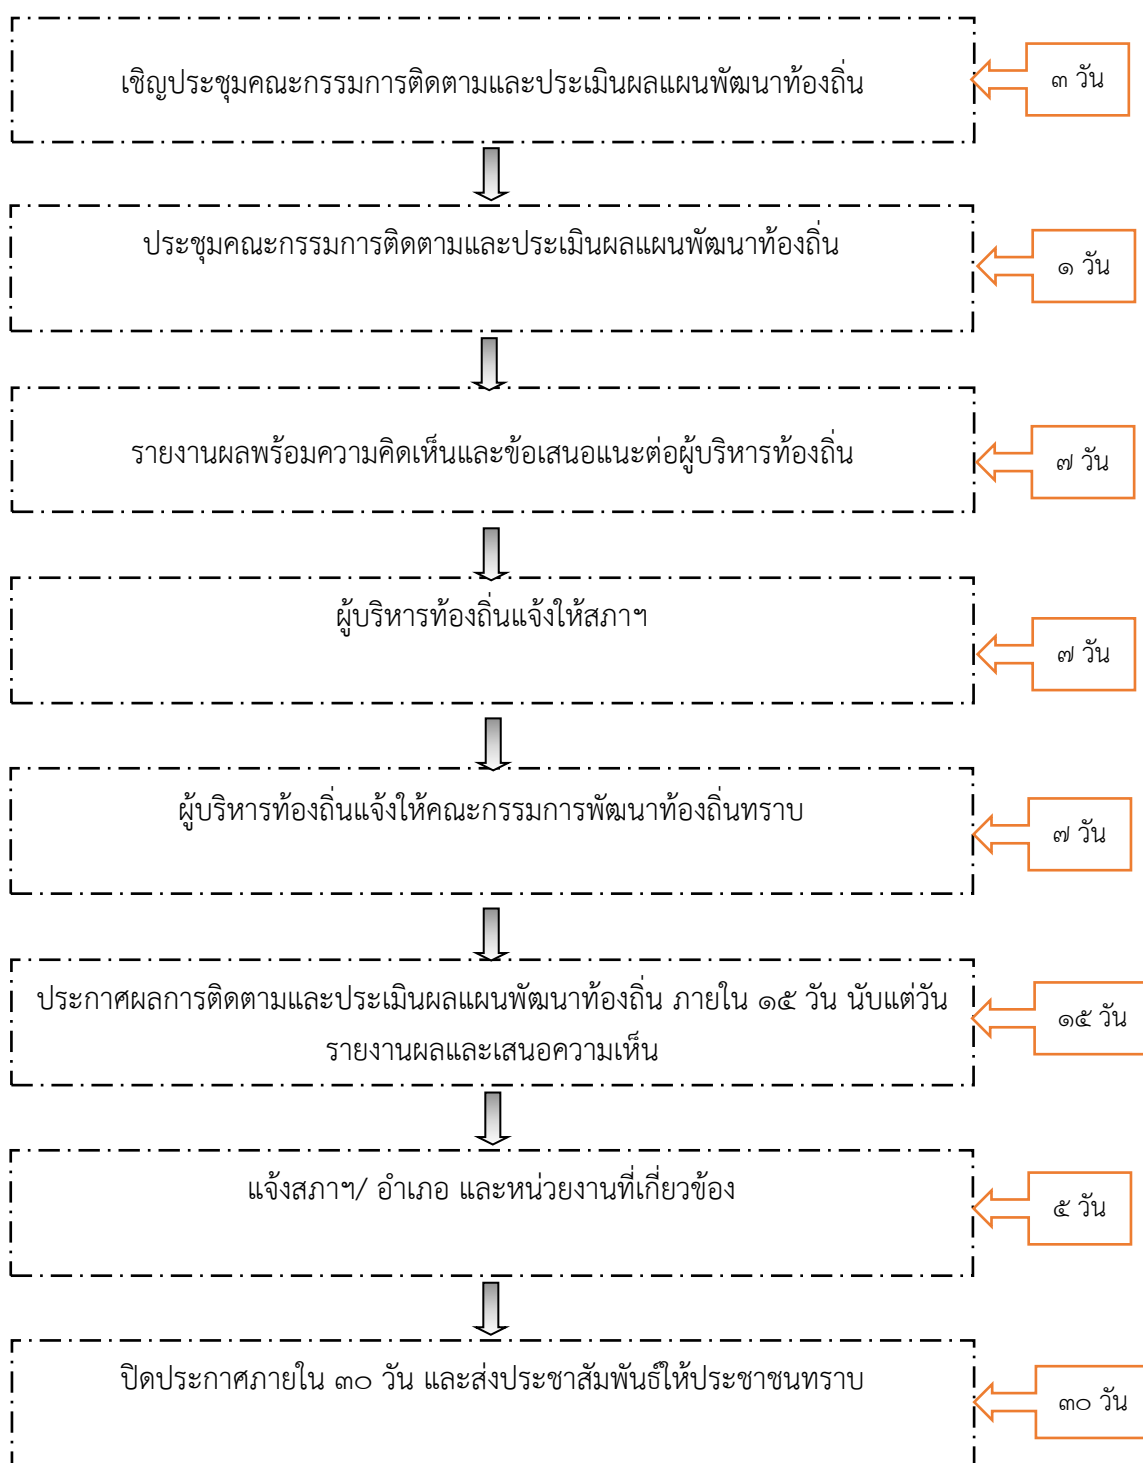 เชิญประชุมคณะกรรมการติดตามและประเมินผลแผนพัฒนาท้องถิ่น
๓ วัน
ประชุมคณะกรรมการติดตามและประเมินผลแผนพัฒนาท้องถิ่น
๑ วัน
รายงานผลพร้อมความคิดเห็นและข้อเสนอแนะต่อผู้บริหารท้องถิ่น
๗ วัน
ผู้บริหารท้องถิ่นแจ้งให้สภาฯ
๗ วัน
ผู้บริหารท้องถิ่นแจ้งให้คณะกรรมการพัฒนาท้องถิ่นทราบ
๗ วัน
ประกาศผลการติดตามและประเมินผลแผนพัฒนาท้องถิ่น ภายใน ๑๕ วัน นับแต่วัน
รายงานผลและเสนอความเห็น
๑๕ วัน
แจ้งสภาฯ/ อำเภอ และหน่วยงานที่เกี่ยวข้อง
๕ วัน
ปิดประกาศภายใน ๓๐ วัน และส่งประชาสัมพันธ์ให้ประชาชนทราบ
๓๐ วัน